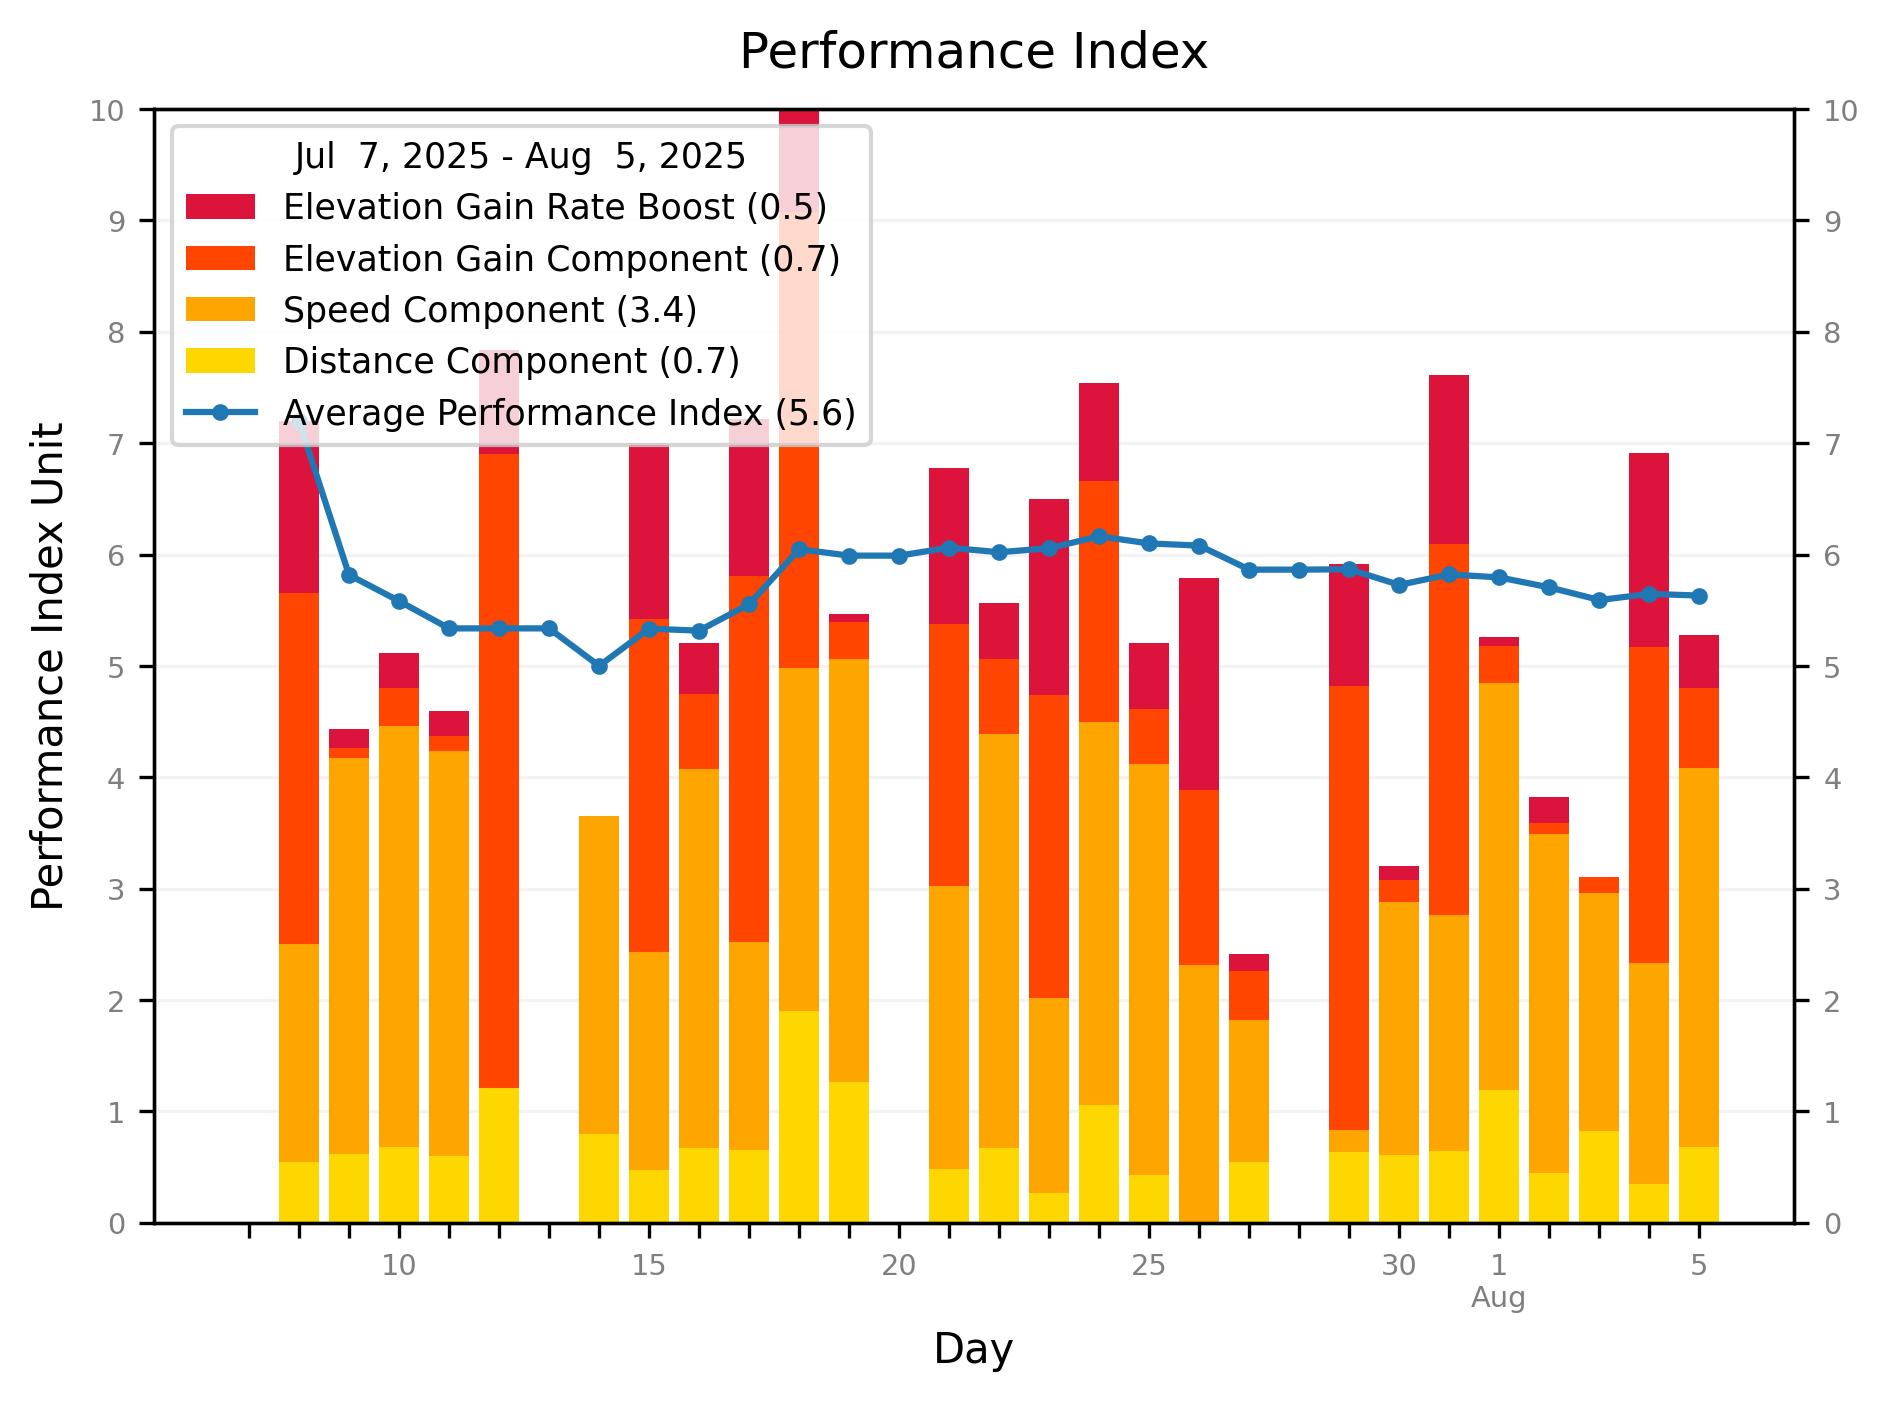 Performance Index
Jul  7, 2025 - Aug  5, 2025
Elevation Gain Rate Boost (0.5)
Elevation Gain Component (0.7)
Speed Component (3.4)
Distance Component (0.7)
Average Performance Index (5.6)
Performance Index Unit
10
9
8
7
6
5
4
3
2
1
0
10
9
8
7
6
5
4
3
2
1
0
10 15 20 25 30 1 5
Aug
Day